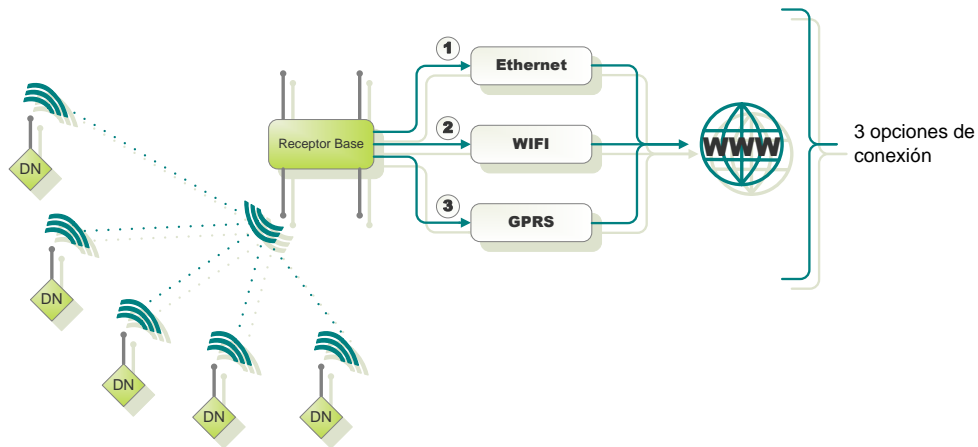 1
Ethernet
Receptor Base
2
WIFI
WWW
3 opciones de
conexión
3
GPRS
DN
DN
DN
DN
DN